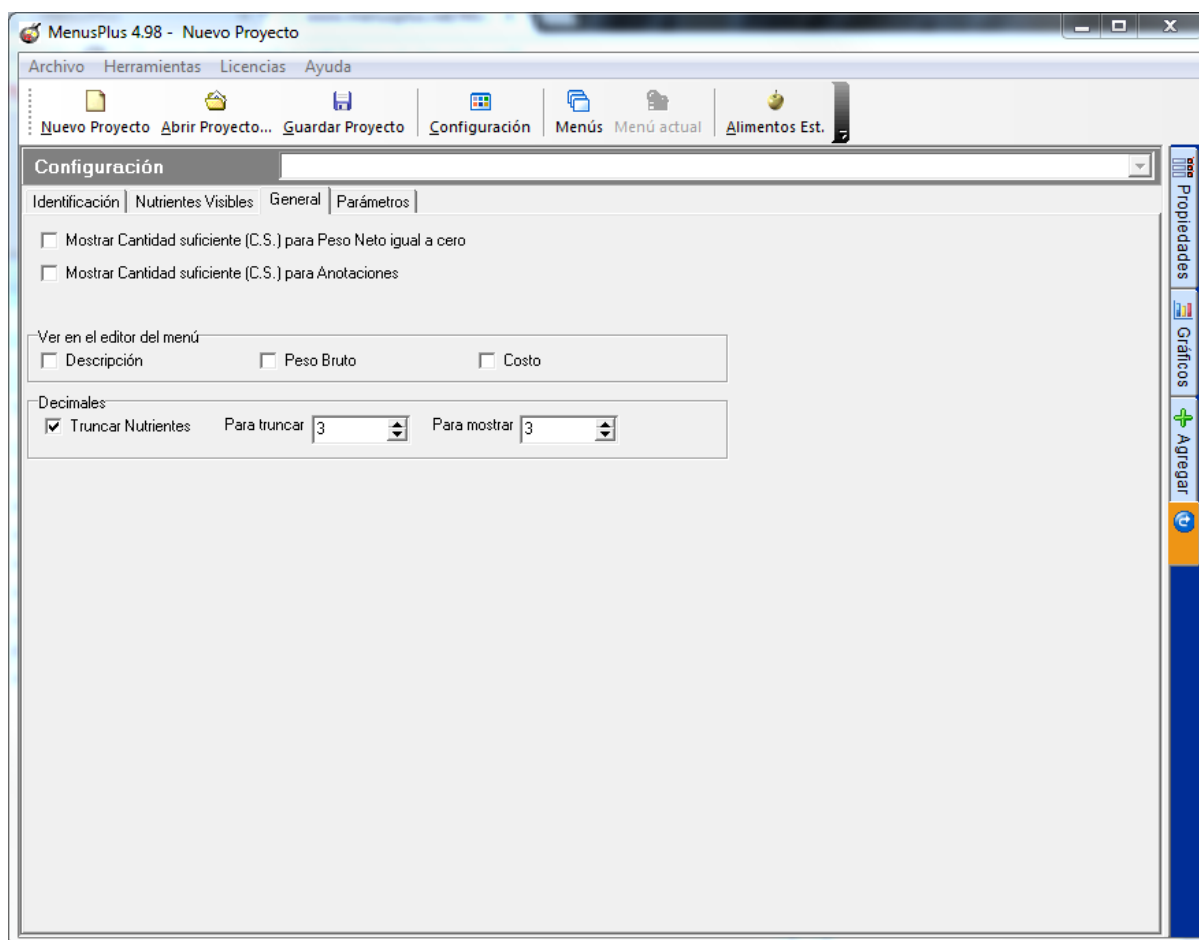 MenusPlus 4.98 - Nuevo Proyecto
Archivo Herramientas Licencias Ayuda
Nuevo Proyecto Abrir Proyecto... Guardar Proyecto Configuración Menús Menú actual Alimentos Est.
Configuración
Identificación Nutrientes Visibles General Parámetros
Mostrar Cantidad suficiente (C.S.) para Peso Neto igual a cero
Mostrar Cantidad suficiente (C.S.) para Anotaciones
Ver en el editor del menú
Descripción Peso Bruto Costo
Decimales
Truncar Nutrientes Para truncar 3 Para mostrar 3
Propiedades
Gráficos
Agregar